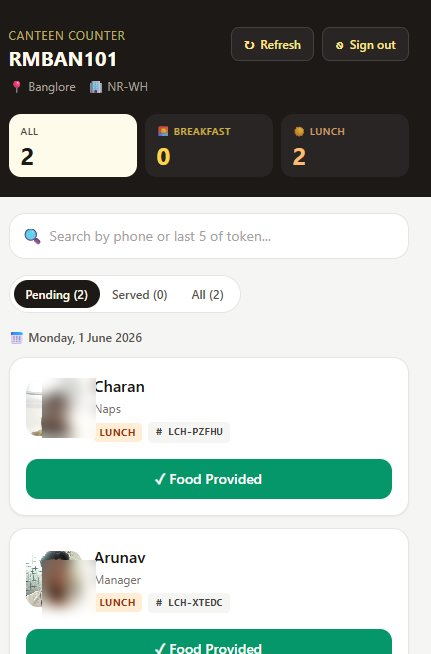 CANTEEN COUNTER
RMBAN101
Refresh
Sign out
Banglore NR-WH
ALL
2
BREAKFAST
0
LUNCH
2
Search by phone or last 5 of token...
Pending (2) Served (0) All (2)
Monday, 1 June 2026
Charan
Naps
LUNCH # LCH-PZFHU
✓ Food Provided
Arunav
Manager
LUNCH # LCH-XTEDC
✓ Food Provided